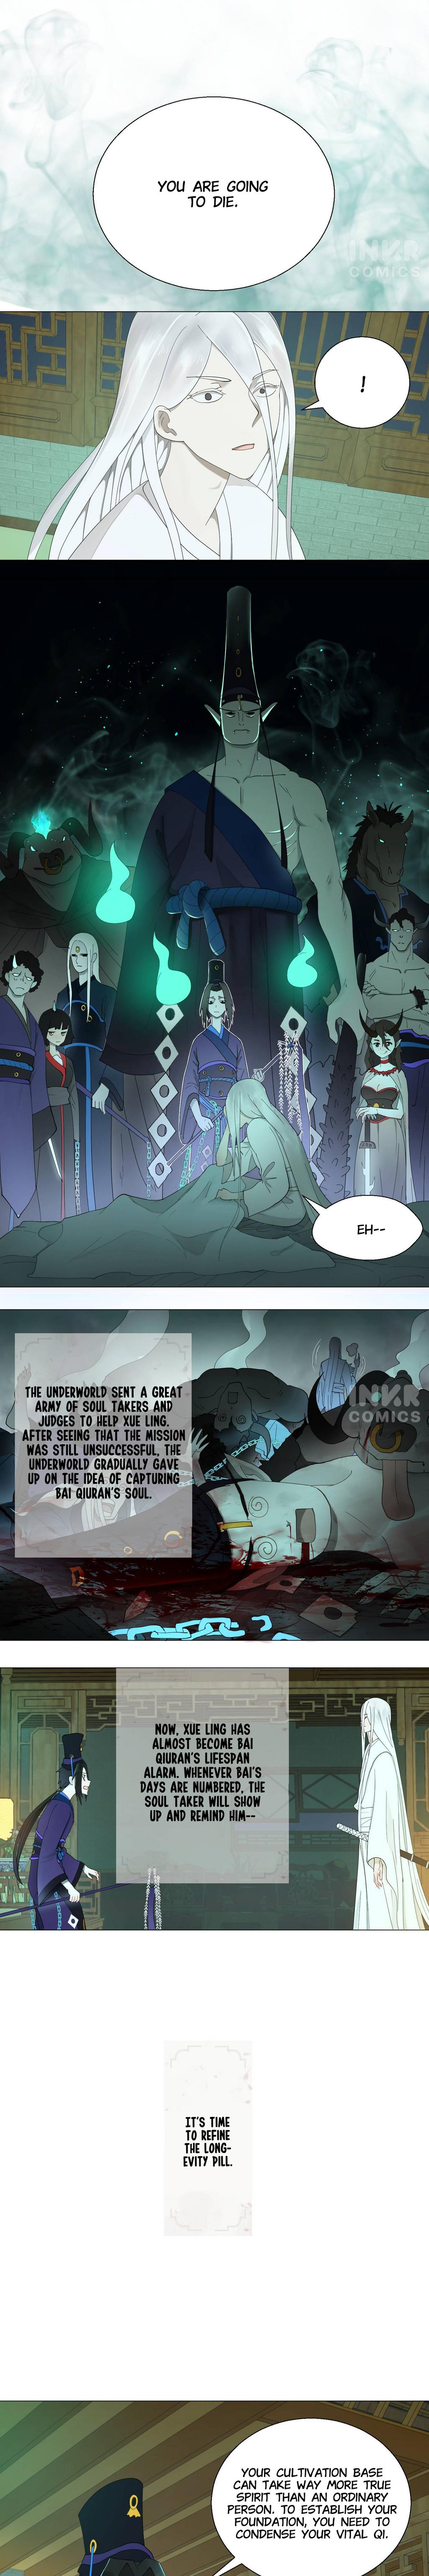 YOU ARE GOING
TO DIE.
INKR
COMICS
!
EH--
THE UNDERWORLD SENT A GREAT
ARMY OF SOUL TAKERS AND
JUDGES TO HELP XUE LING.
AFTER SEEING THAT THE MISSION
WAS STILL UNSUCCESSFUL, THE
UNDERWORLD GRADUALLY GAVE
UP ON THE IDEA OF CAPTURING
BAI QIURAN'S SOUL.
INKR
COMICS
NOW, XUE LING HAS
ALMOST BECOME BAI
QIURAN'S LIFESPAN
ALARM. WHENEVER BAI'S
DAYS ARE NUMBERED, THE
SOUL TAKER WILL SHOW
UP AND REMIND HIM--
IT'S TIME
TO REFINE
THE LONG-
EVITY PILL.
YOUR CULTIVATION BASE
CAN TAKE WAY MORE TRUE
SPIRIT THAN AN ORDINARY
PERSON. TO ESTABLISH YOUR
FOUNDATION, YOU NEED TO
CONDENSE YOUR VITAL QI.